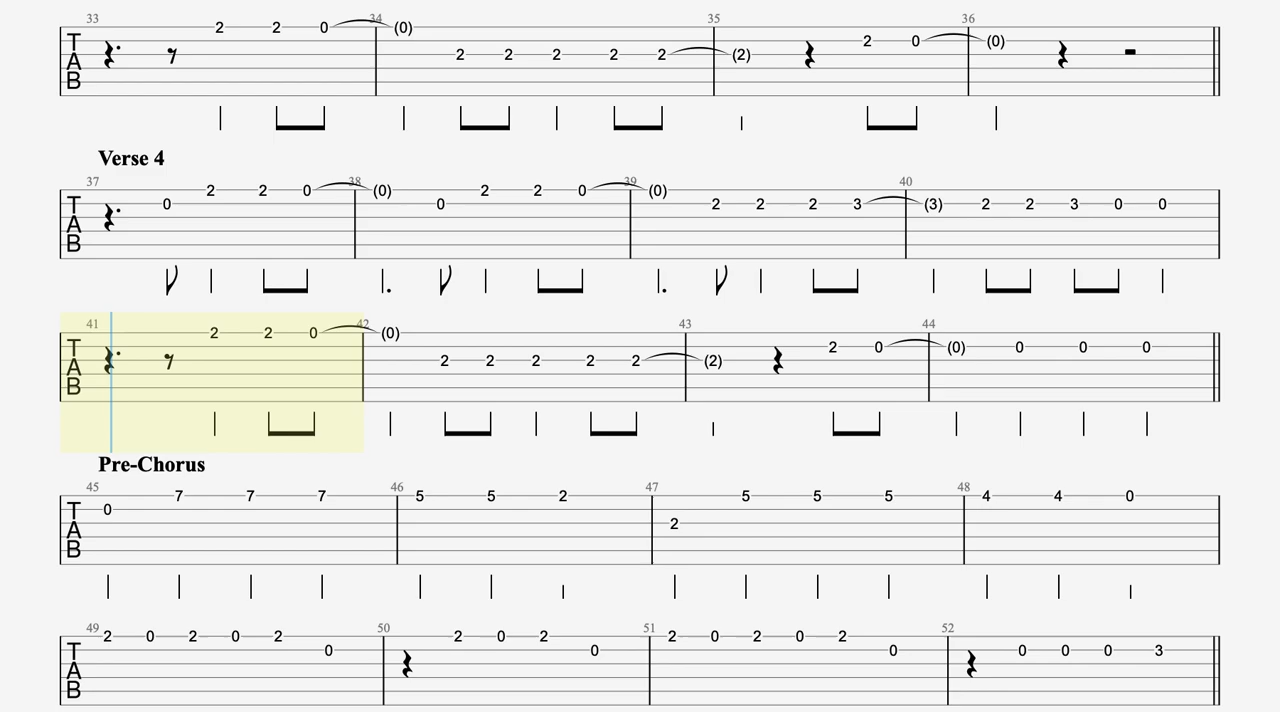 33 34 35 36
2 2 0 (0) 2 2 2 2 2 (2) 2 0 (0)
TAB
Verse 4
37 38 39 40
0 2 2 0 (0) 0 2 2 0 (0) 2 2 2 3 (3) 2 2 3 0 0
TAB
41 42 43 44
2 2 0 (0) 2 2 2 2 2 (2) 2 0 (0) 0 0 0
TAB
Pre-Chorus
45 46 47 48
0 7 7 7 5 5 2 2 5 5 5 4 4 0
TAB
49 50 51 52
2 0 2 0 2 0 2 0 2 0 2 0 2 0 2 0 0 0 0 3
TAB